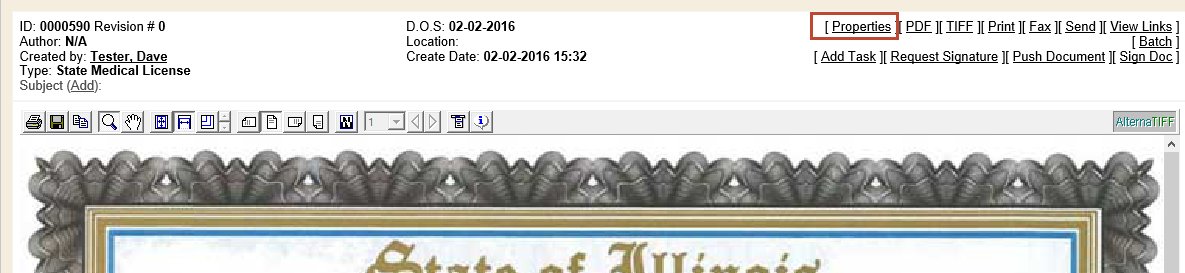 ID: 0000590 Revision # 0
Author: N/A
Created by: Tester, Dave
Type: State Medical License
Subject (Add):
D.O.S: 02-02-2016
Location:
Create Date: 02-02-2016 15:32
[ Properties ][ PDF ][ TIFF ][ Print ][ Fax ][ Send ][ View Links ]
[ Batch ]
[ Add Task ][ Request Signature ][ Push Document ][ Sign Doc ]
N
1
AlternaTIFF
State of Illinois